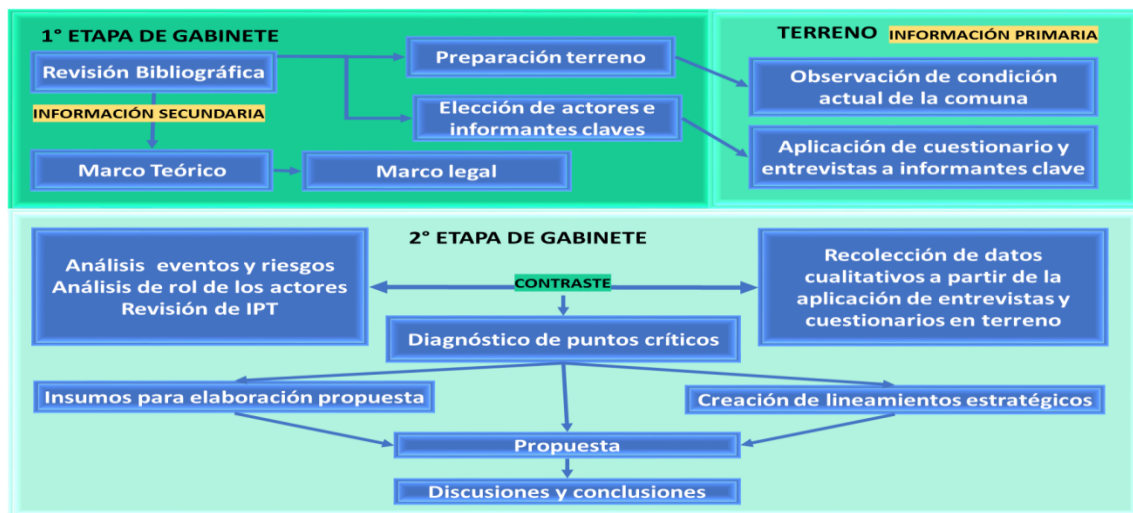 1° ETAPA DE GABINETE
Revisión Bibliográfica
INFORMACIÓN SECUNDARIA
Marco Teórico
Marco legal
Preparación terreno
Elección de actores e
informantes claves
TERRENO INFORMACIÓN PRIMARIA
Observación de condición
actual de la comuna
Aplicación de cuestionario y
entrevistas a informantes clave
2° ETAPA DE GABINETE
Análisis eventos y riesgos
Análisis de rol de los actores
Revisión de IPT
CONTRASTE
Recolección de datos
cualitativos a partir de la
aplicación de entrevistas y
cuestionarios en terreno
Diagnóstico de puntos críticos
Insumos para elaboración propuesta
Creación de lineamientos estratégicos
Propuesta
Discusiones y conclusiones